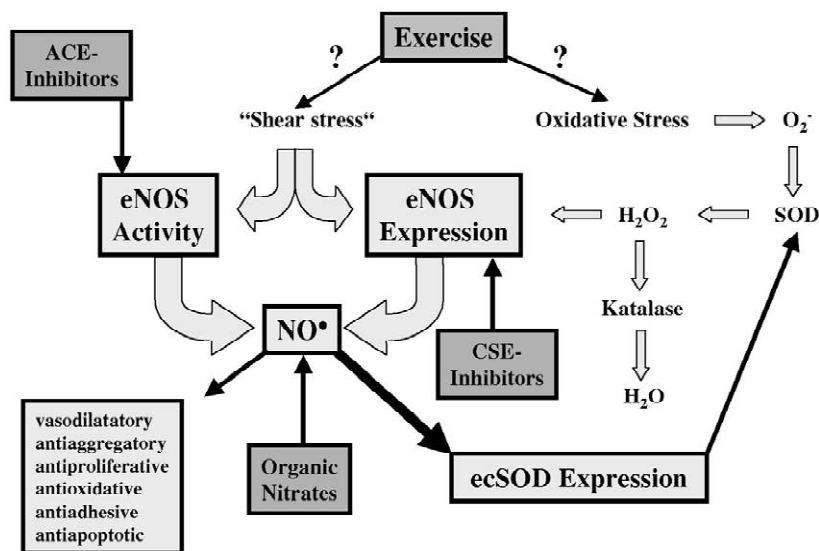 ?
Exercise
?
ACE-
Inhibitors
“Shear stress“
Oxidative Stress
O₂⁻
eNOS
Activity
eNOS
Expression
H₂O₂
SOD
Katalase
NO•
CSE-
Inhibitors
H₂O
vasodilatatory
antiaggregatory
antiproliferative
antioxidative
antiadhesive
antiapoptotic
Organic
Nitrates
ecSOD Expression